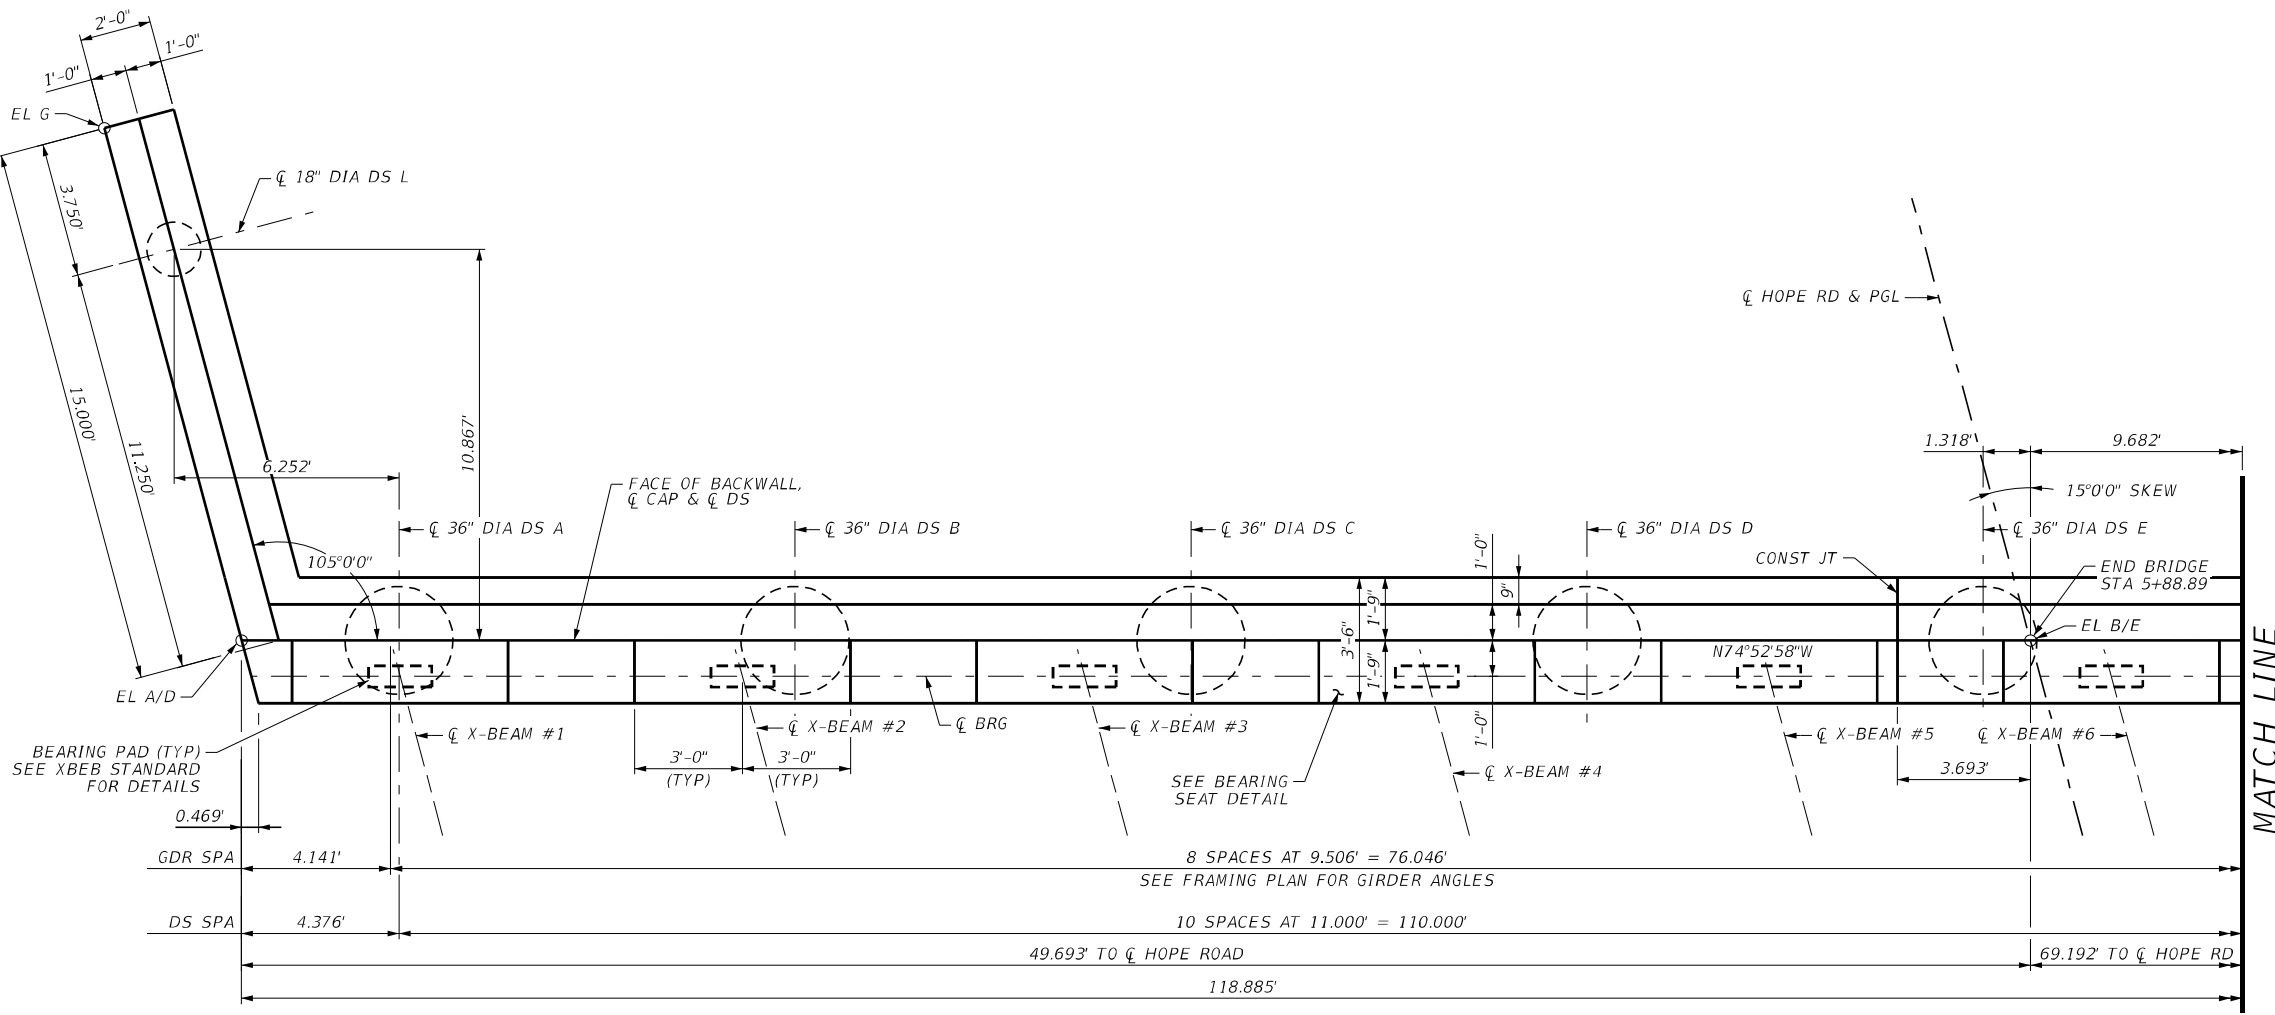 2'-0"
1'-0"
1'-0"
EL G
℄ 18" DIA DS L
3.750'
15.000'
11.250'
10.867'
6.252'
℄ HOPE RD & PGL
1.318'
9.682'
15°0'0" SKEW
FACE OF BACKWALL,
℄ CAP & ℄ DS
℄ 36" DIA DS A
℄ 36" DIA DS B
℄ 36" DIA DS C
℄ 36" DIA DS D
℄ 36" DIA DS E
105°0'0"
1'-0"
9"
CONST JT
END BRIDGE
STA 5+88.89
EL B/E
1'-9"
3'-6"
1'-9"
1'-0"
N74°52'58"W
MATCH LINE
EL A/D
℄ X-BEAM #1
℄ X-BEAM #2
℄ BRG
℄ X-BEAM #3
℄ X-BEAM #4
℄ X-BEAM #5
℄ X-BEAM #6
BEARING PAD (TYP)
SEE XBEB STANDARD
FOR DETAILS
3'-0"
(TYP)
3'-0"
(TYP)
SEE BEARING
SEAT DETAIL
3.693'
0.469'
GDR SPA
4.141'
8 SPACES AT 9.506' = 76.046'
SEE FRAMING PLAN FOR GIRDER ANGLES
DS SPA
4.376'
10 SPACES AT 11.000' = 110.000'
49.693' TO ℄ HOPE ROAD
69.192' TO ℄ HOPE RD
118.885'